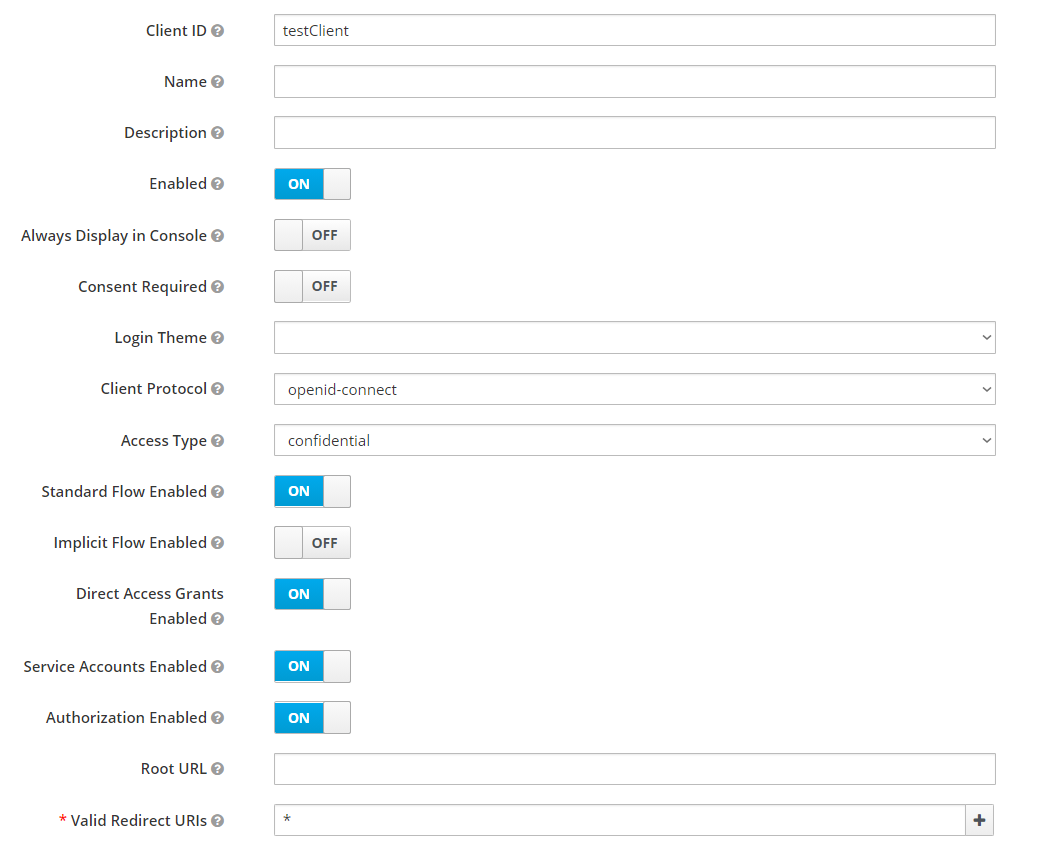 Client ID
testClient
Name
Description
Enabled
ON
Always Display in Console
OFF
Consent Required
OFF
Login Theme
Client Protocol
openid-connect
Access Type
confidential
Standard Flow Enabled
ON
Implicit Flow Enabled
OFF
Direct Access Grants
Enabled
ON
Service Accounts Enabled
ON
Authorization Enabled
ON
Root URL
* Valid Redirect URIs
*